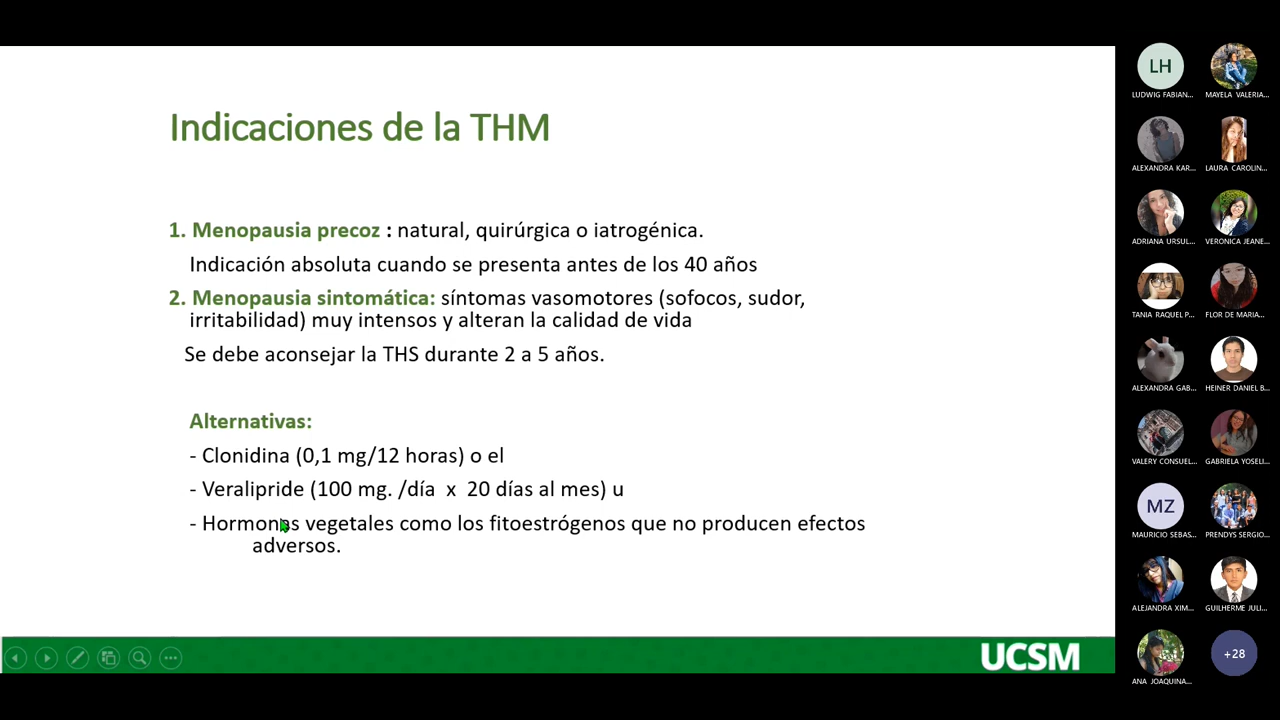 Indicaciones de la THM
1. Menopausia precoz : natural, quirúrgica o iatrogénica.
Indicación absoluta cuando se presenta antes de los 40 años
2. Menopausia sintomática: síntomas vasomotores (sofocos, sudor,
irritabilidad) muy intensos y alteran la calidad de vida
Se debe aconsejar la THS durante 2 a 5 años.
Alternativas:
- Clonidina (0,1 mg/12 horas) o el
- Veralipride (100 mg. /día x 20 días al mes) u
- Hormonas vegetales como los fitoestrógenos que no producen efectos
adversos.
UCSM
LH
LUDWIG FABIAN...
MAYELA VALERIA...
ALEXANDRA KAR...
LAURA CAROLIN...
ADRIANA URSUL...
VERONICA JEANE...
TANIA RAQUEL P...
FLOR DE MARIA...
ALEXANDRA GAB...
HEINER DANIEL B...
VALERY CONSUEL...
GABRIELA YOSELI...
MZ
MAURICIO SEBAS...
PRENDYS SERGIO...
ALEJANDRA XIM...
GUILHERME JULI...
ANA JOAQUINA...
+28